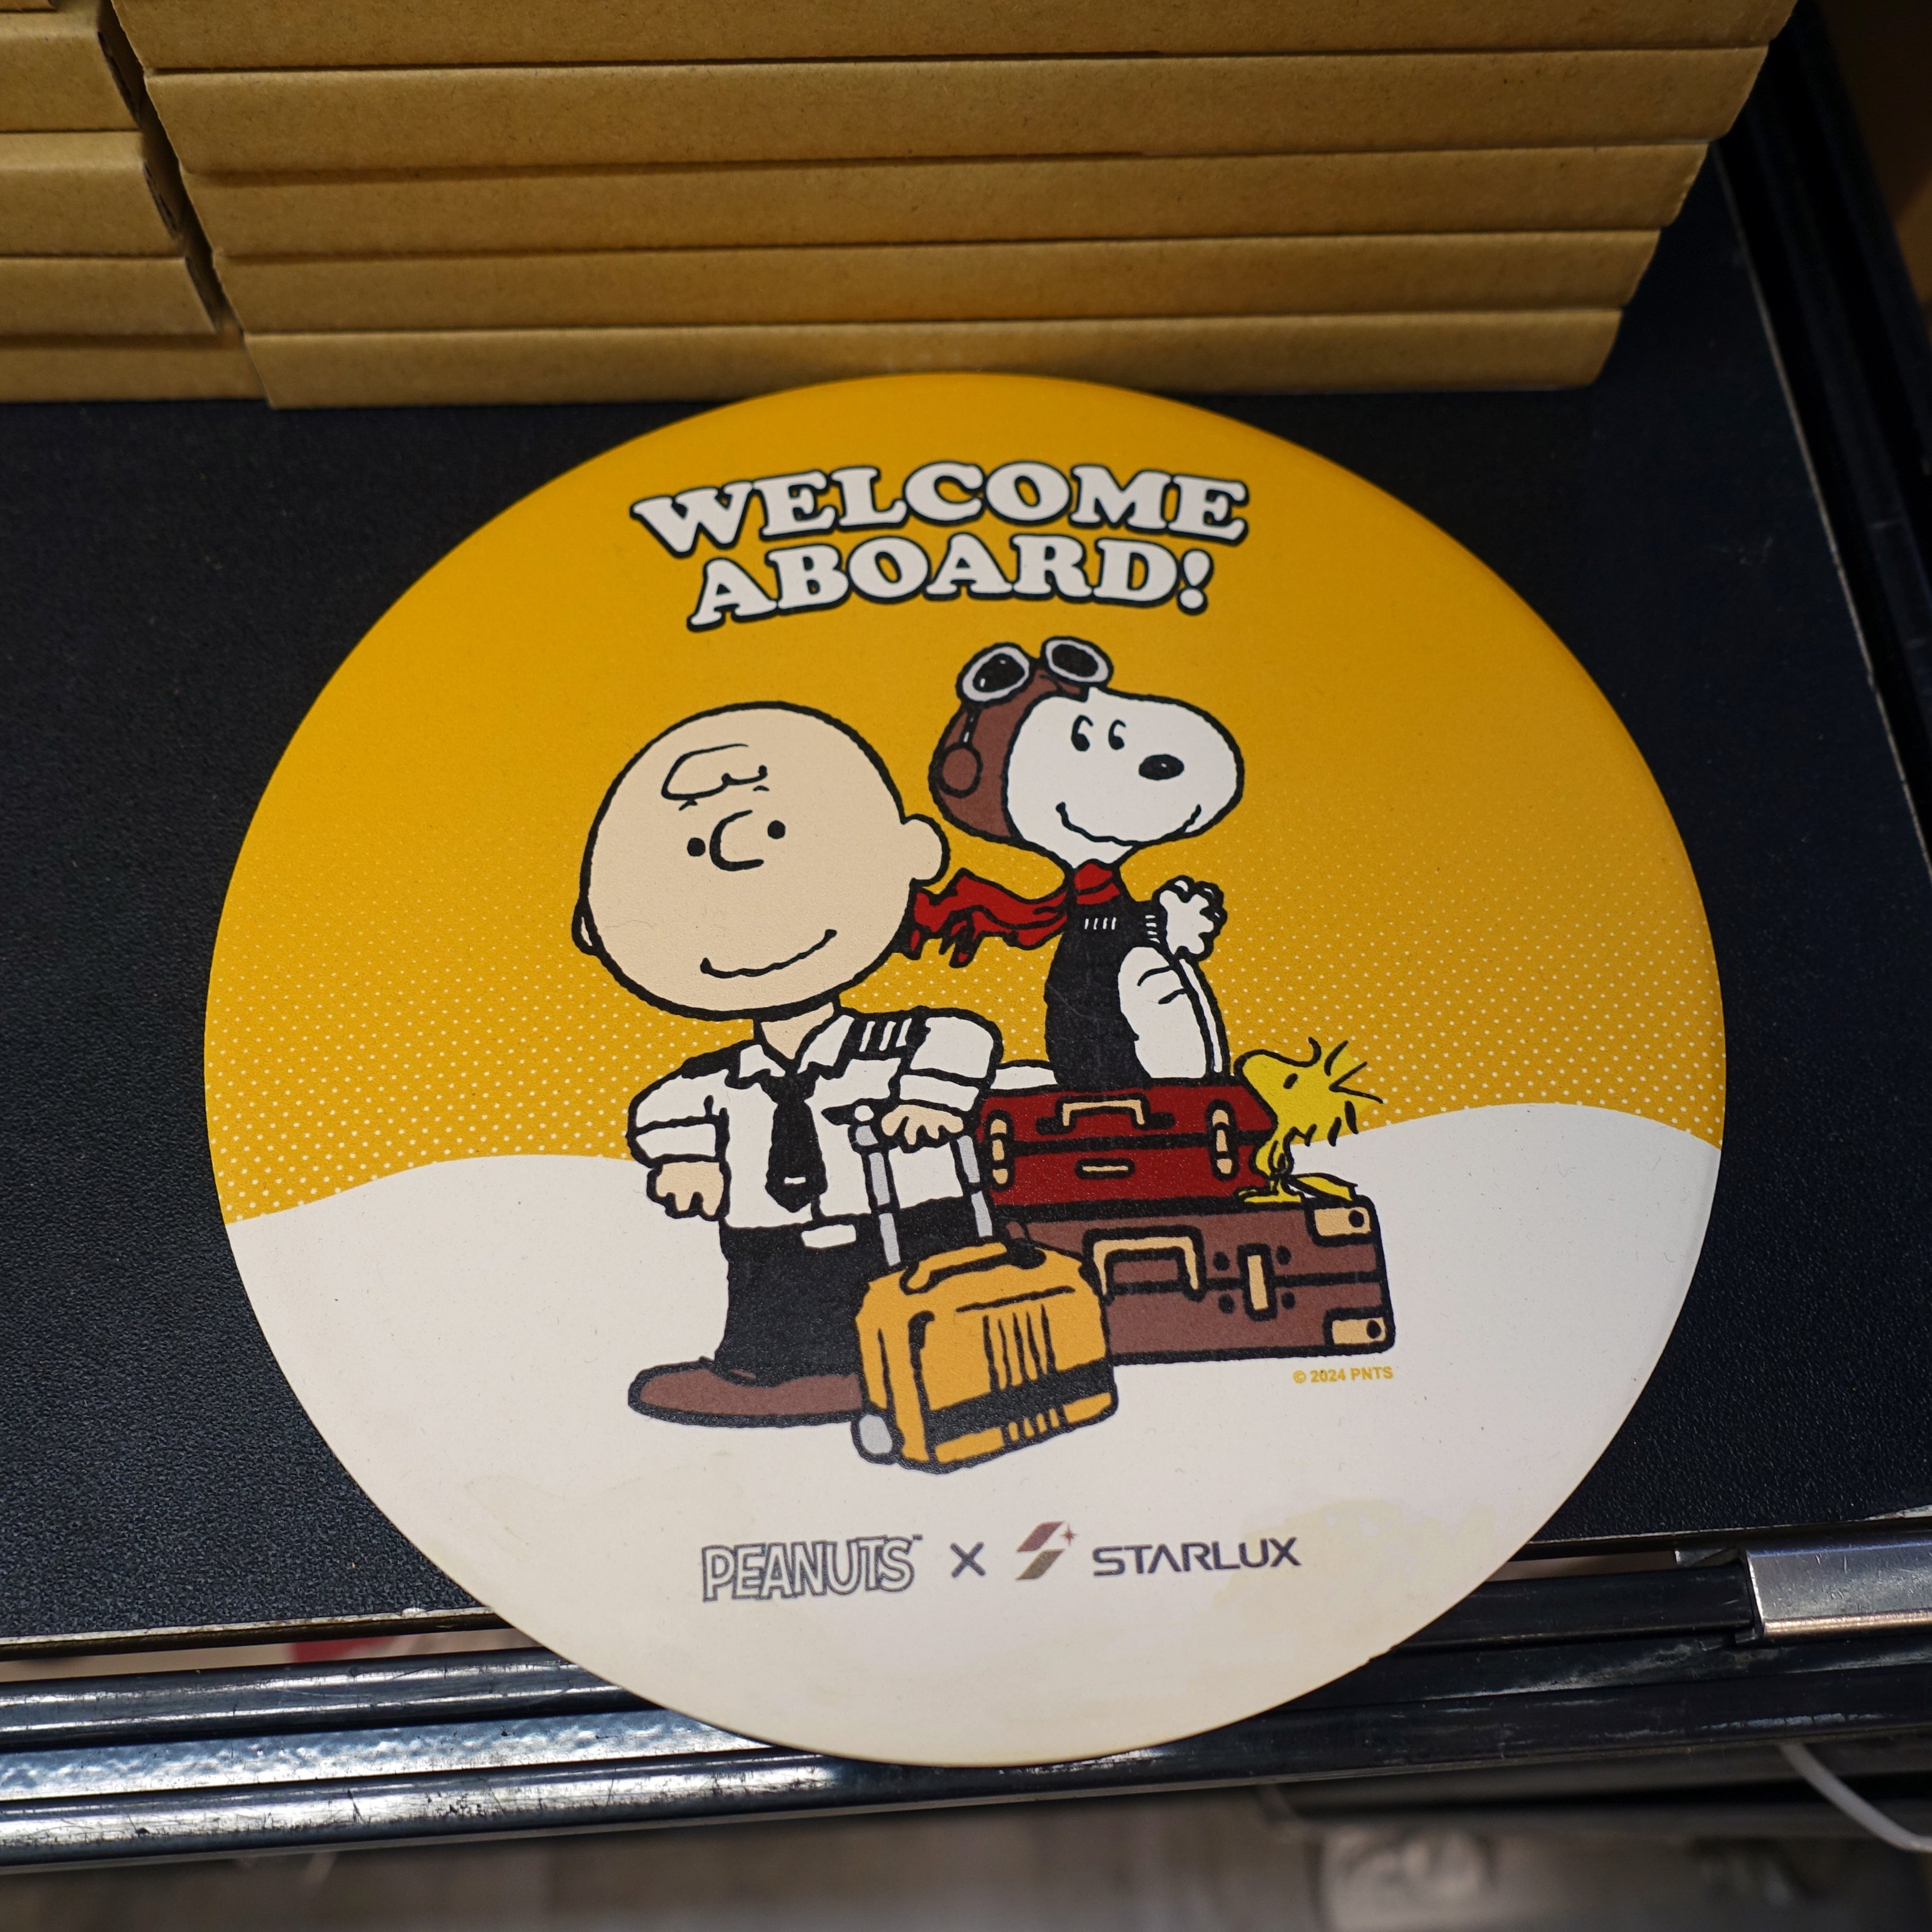 WELCOME
ABOARD!
© 2024 PNTS
PEANUTS™ X STARLUX